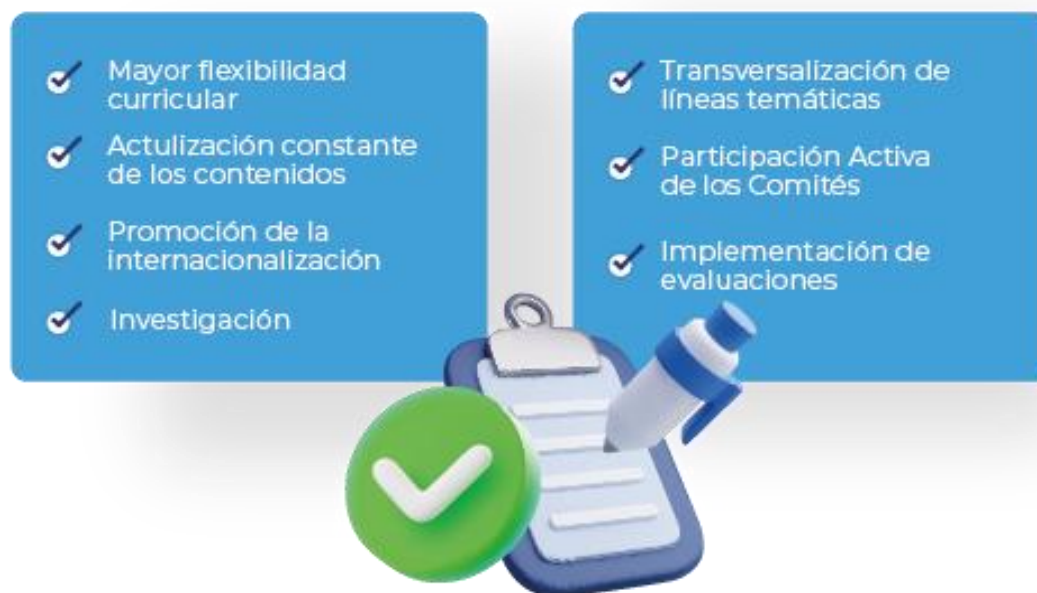 Mayor flexibilidad
curricular
Actulización constante
de los contenidos
Promoción de la
internacionalización
Investigación
Transversalización de
líneas temáticas
Participación Activa
de los Comités
Implementación de
evaluaciones